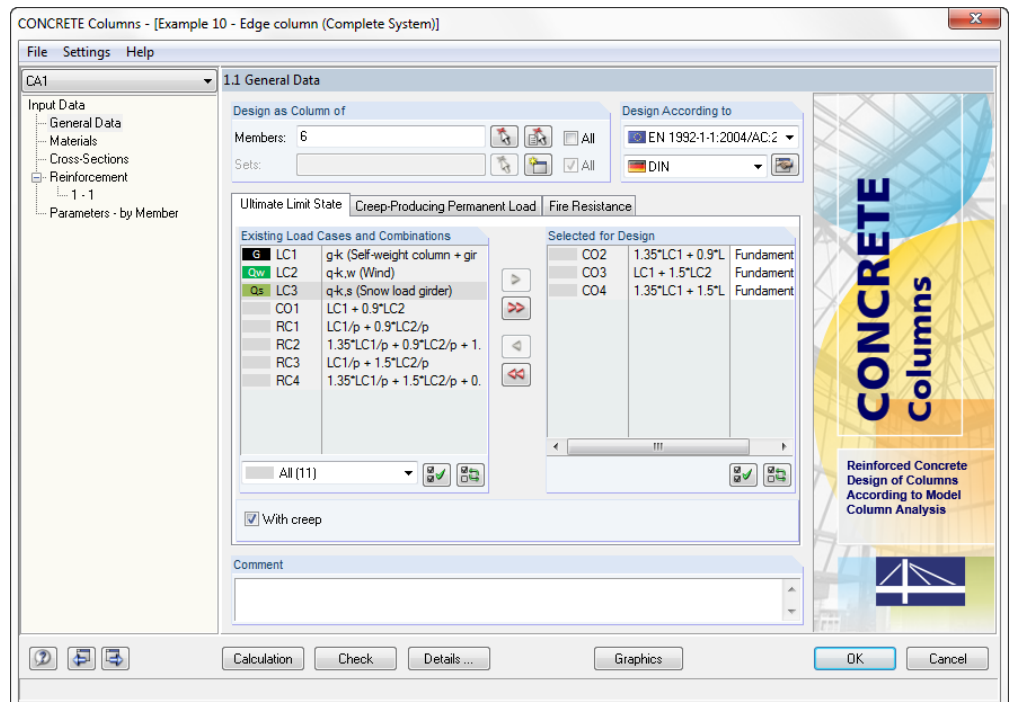 CONCRETE Columns - [Example 10 - Edge column (Complete System)]
File Settings Help
CA1
Input Data
General Data
Materials
Cross-Sections
Reinforcement
1 - 1
Parameters - by Member
1.1 General Data
Design as Column of
Members: 6 All
Sets: All
Design According to
EN 1992-1-1:2004/AC:2
DIN
Ultimate Limit State Creep-Producing Permanent Load Fire Resistance
Existing Load Cases and Combinations
G LC1 g-k (Self-weight column + gir
Qw LC2 q-k,w (Wind)
Qs LC3 q-k,s (Snow load girder)
CO1 LC1 + 0.9*LC2
RC1 LC1/p + 0.9*LC2/p
RC2 1.35*LC1/p + 0.9*LC2/p + 1.
RC3 LC1/p + 1.5*LC2/p
RC4 1.35*LC1/p + 1.5*LC2/p + 0.
All (11)
Selected for Design
CO2 1.35*LC1 + 0.9*L Fundament
CO3 LC1 + 1.5*LC2 Fundament
CO4 1.35*LC1 + 1.5*L Fundament
With creep
Comment
CONCRETE
Columns
Reinforced Concrete
Design of Columns
According to Model
Column Analysis
Calculation Check Details ... Graphics OK Cancel